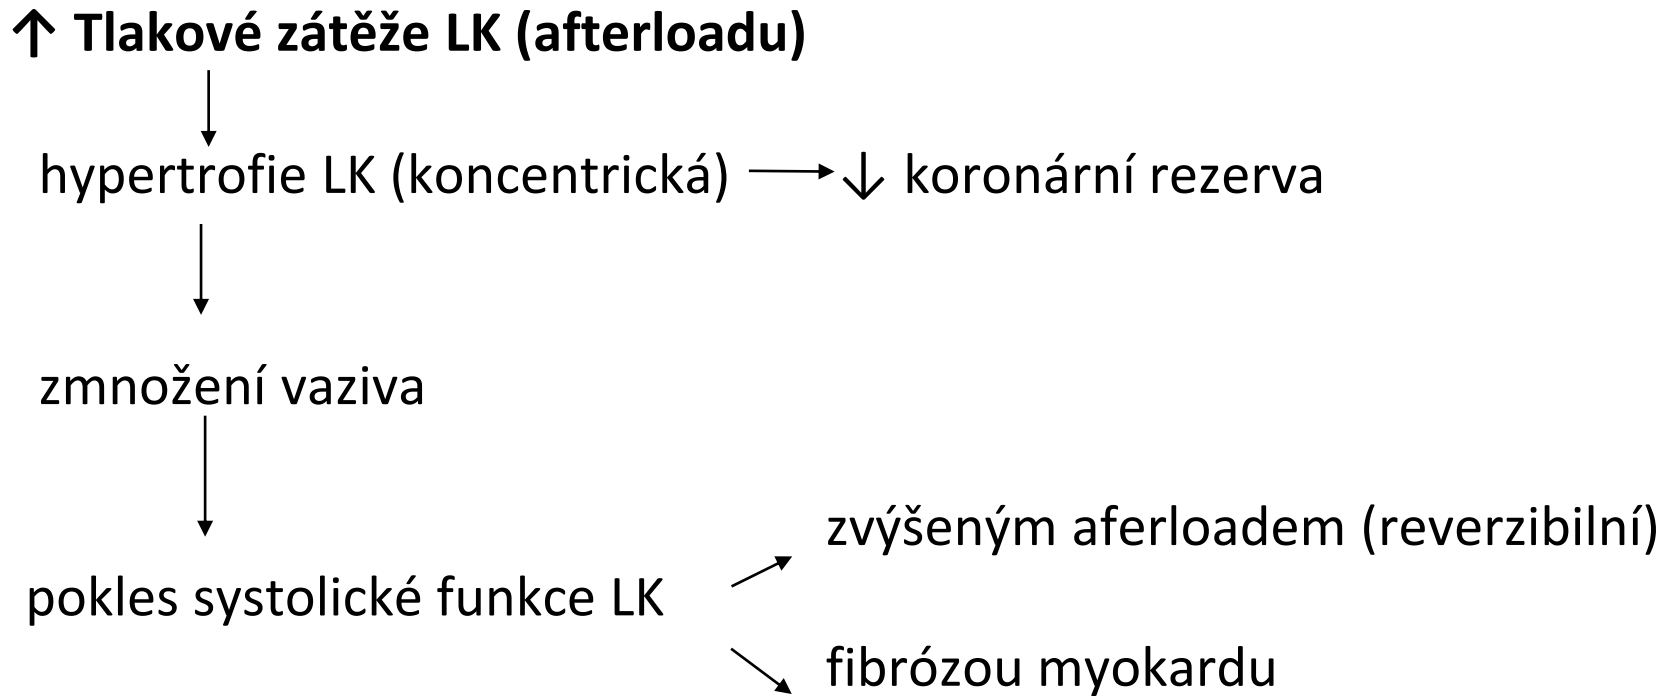 ↑ Tlakové zátěže LK (afterloadu)
hypertrofie LK (koncentrická) → ↓ koronární rezerva
zmnožení vaziva
zvýšeným aferloadem (reverzibilní)
pokles systolické funkce LK
fibrózou myokardu